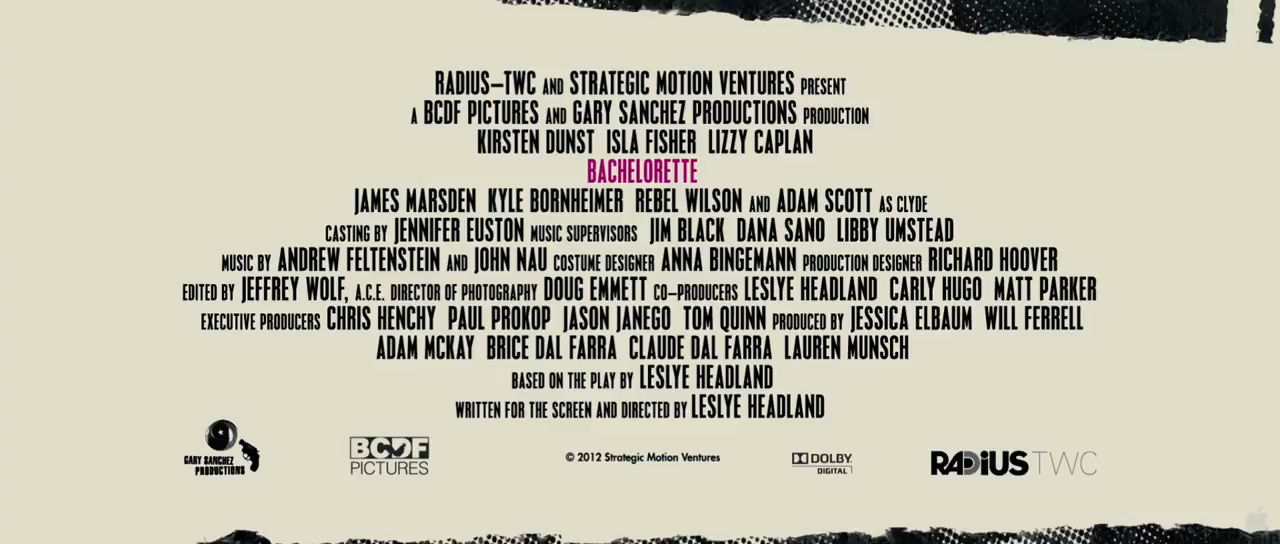 RADIUS–TWC AND STRATEGIC MOTION VENTURES PRESENT
A BCDF PICTURES AND GARY SANCHEZ PRODUCTIONS PRODUCTION
KIRSTEN DUNST ISLA FISHER LIZZY CAPLAN
BACHELORETTE
JAMES MARSDEN KYLE BORNHEIMER REBEL WILSON AND ADAM SCOTT AS CLYDE
CASTING BY JENNIFER EUSTON MUSIC SUPERVISORS JIM BLACK DANA SANO LIBBY UMSTEAD
MUSIC BY ANDREW FELTENSTEIN AND JOHN NAU COSTUME DESIGNER ANNA BINGEMANN PRODUCTION DESIGNER RICHARD HOOVER
EDITED BY JEFFREY WOLF, A.C.E. DIRECTOR OF PHOTOGRAPHY DOUG EMMETT CO–PRODUCERS LESLYE HEADLAND CARLY HUGO MATT PARKER
EXECUTIVE PRODUCERS CHRIS HENCHY PAUL PROKOP JASON JANEGO TOM QUINN PRODUCED BY JESSICA ELBAUM WILL FERRELL
ADAM MCKAY BRICE DAL FARRA CLAUDE DAL FARRA LAUREN MUNSCH
BASED ON THE PLAY BY LESLYE HEADLAND
WRITTEN FOR THE SCREEN AND DIRECTED BY LESLYE HEADLAND
GARY SANCHEZ
PRODUCTIONS
BCDF
PICTURES
© 2012 Strategic Motion Ventures
DOLBY
DIGITAL
RADiUS TWC